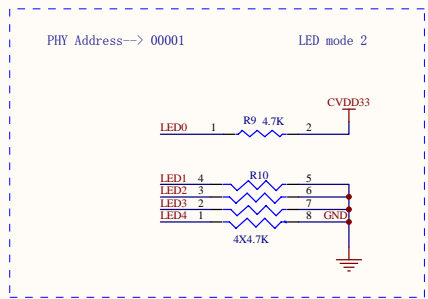 PHY Address--> 00001 LED mode 2
CVDD33
R9 4.7K
LED0 1 2
R10
LED1 4 5
LED2 3 6
LED3 2 7
LED4 1 8 GND
4X4.7K